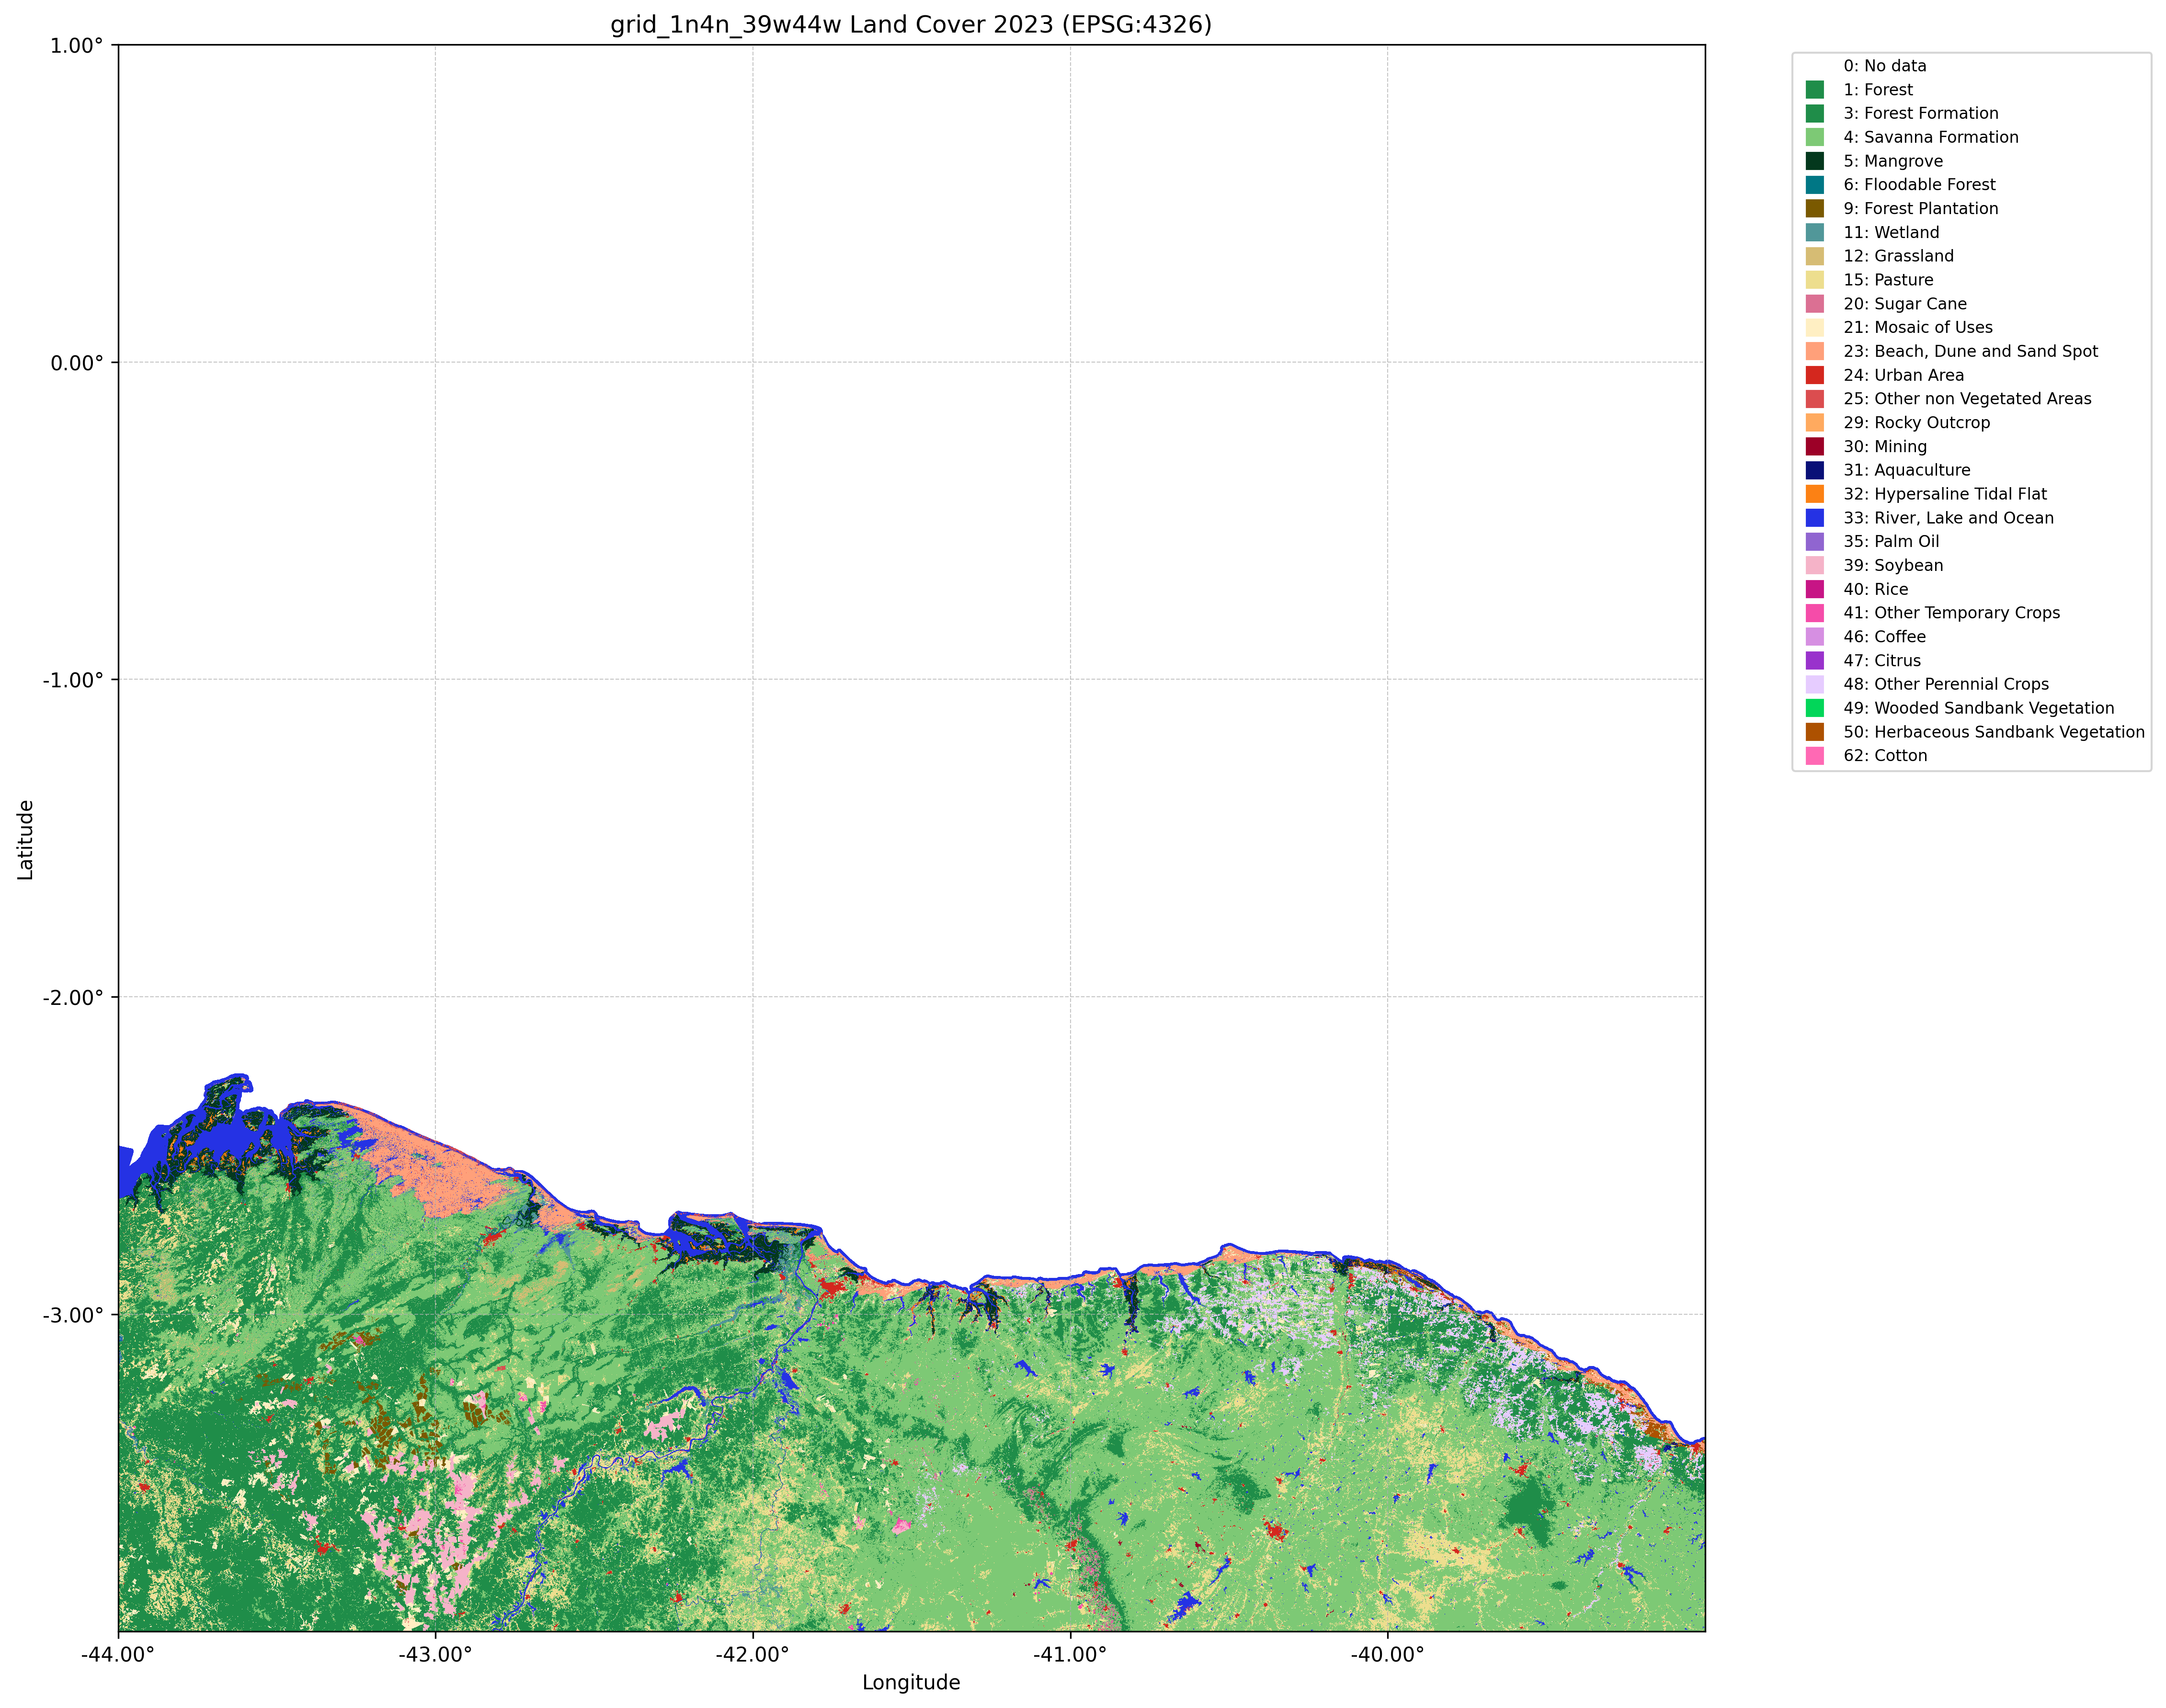 grid_1n4n_39w44w Land Cover 2023 (EPSG:4326)
1.00°
0.00°
-1.00°
-2.00°
-3.00°
Latitude
-44.00°
-43.00°
-42.00°
-41.00°
-40.00°
Longitude
0: No data
1: Forest
3: Forest Formation
4: Savanna Formation
5: Mangrove
6: Floodable Forest
9: Forest Plantation
11: Wetland
12: Grassland
15: Pasture
20: Sugar Cane
21: Mosaic of Uses
23: Beach, Dune and Sand Spot
24: Urban Area
25: Other non Vegetated Areas
29: Rocky Outcrop
30: Mining
31: Aquaculture
32: Hypersaline Tidal Flat
33: River, Lake and Ocean
35: Palm Oil
39: Soybean
40: Rice
41: Other Temporary Crops
46: Coffee
47: Citrus
48: Other Perennial Crops
49: Wooded Sandbank Vegetation
50: Herbaceous Sandbank Vegetation
62: Cotton